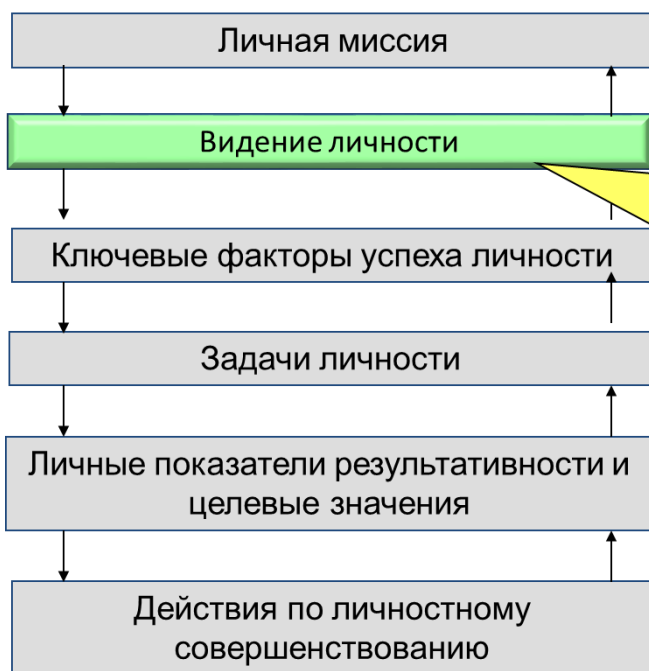 Личная миссия
Видение личности
Ключевые факторы успеха личности
Задачи личности
Личные показатели результативности и
целевые значения
Действия по личностному
совершенствованию